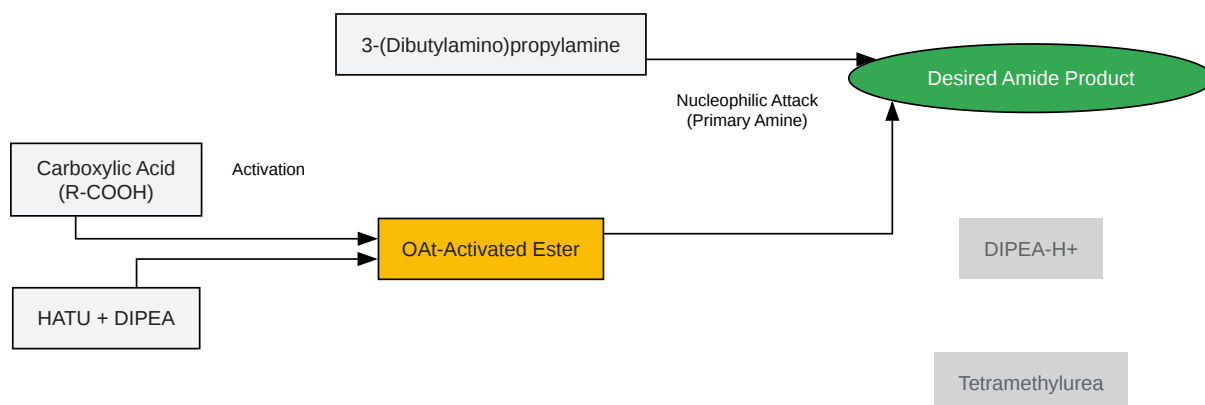 3-(Dibutylamino)propylamine
Desired Amide Product
Nucleophilic Attack
(Primary Amine)
Carboxylic Acid
(R-COOH)
Activation
OAt-Activated Ester
DIPEA-H+
HATU + DIPEA
Tetramethylurea